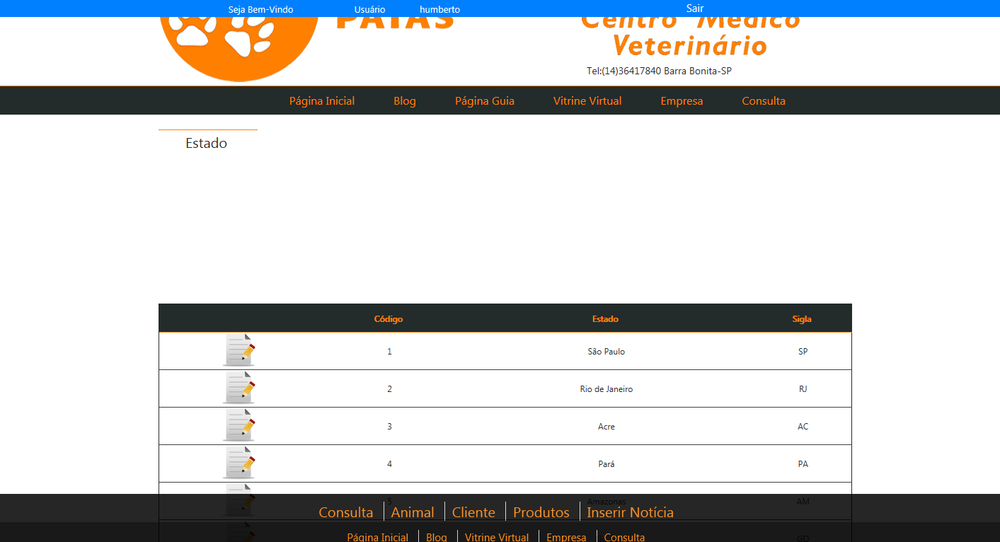 Seja Bem-Vindo Usuário humberto Sair
PATAS Centro Médico
Veterinário
Tel:(14)36417840 Barra Bonita-SP
Página Inicial Blog Página Guia Vitrine Virtual Empresa Consulta
Estado
Código Estado Sigla
1 São Paulo SP
2 Rio de Janeiro RJ
3 Acre AC
4 Pará PA
5 Amazonas AM
Consulta Animal Cliente Produtos Inserir Notícia
GO
Página Inicial Blog Vitrine Virtual Empresa Consulta